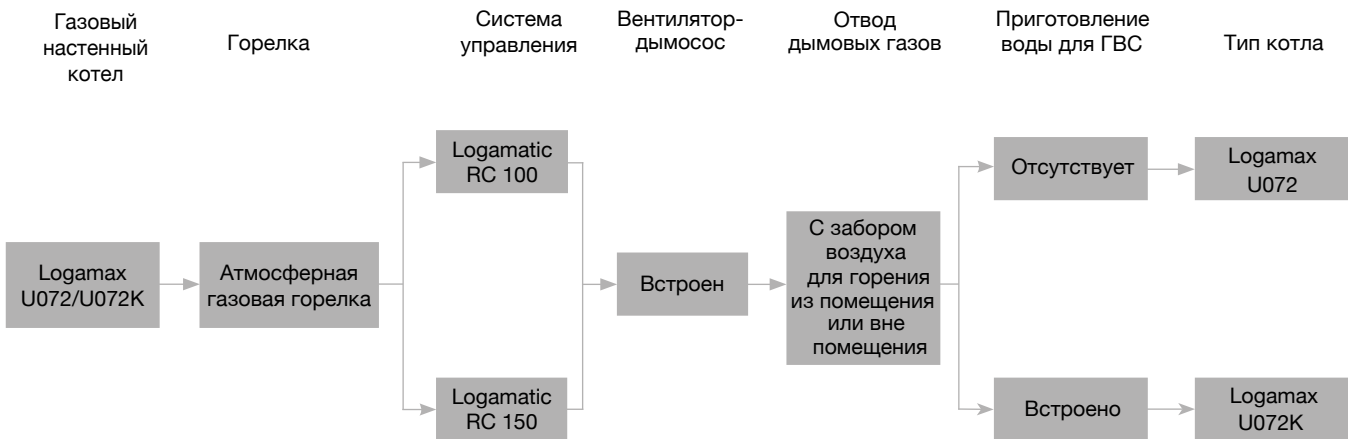 Газовый
настенный
котел
Горелка
Система
управления
Вентилятор-
дымосос
Отвод
дымовых газов
Приготовление
воды для ГВС
Тип котла
Logamax
U072/U072K
Атмосферная
газовая горелка
Logamatic
RC 100
Logamatic
RC 150
Встроен
С забором
воздуха
для горения
из помещения
или вне
помещения
Отсутствует
Logamax
U072
Встроено
Logamax
U072K